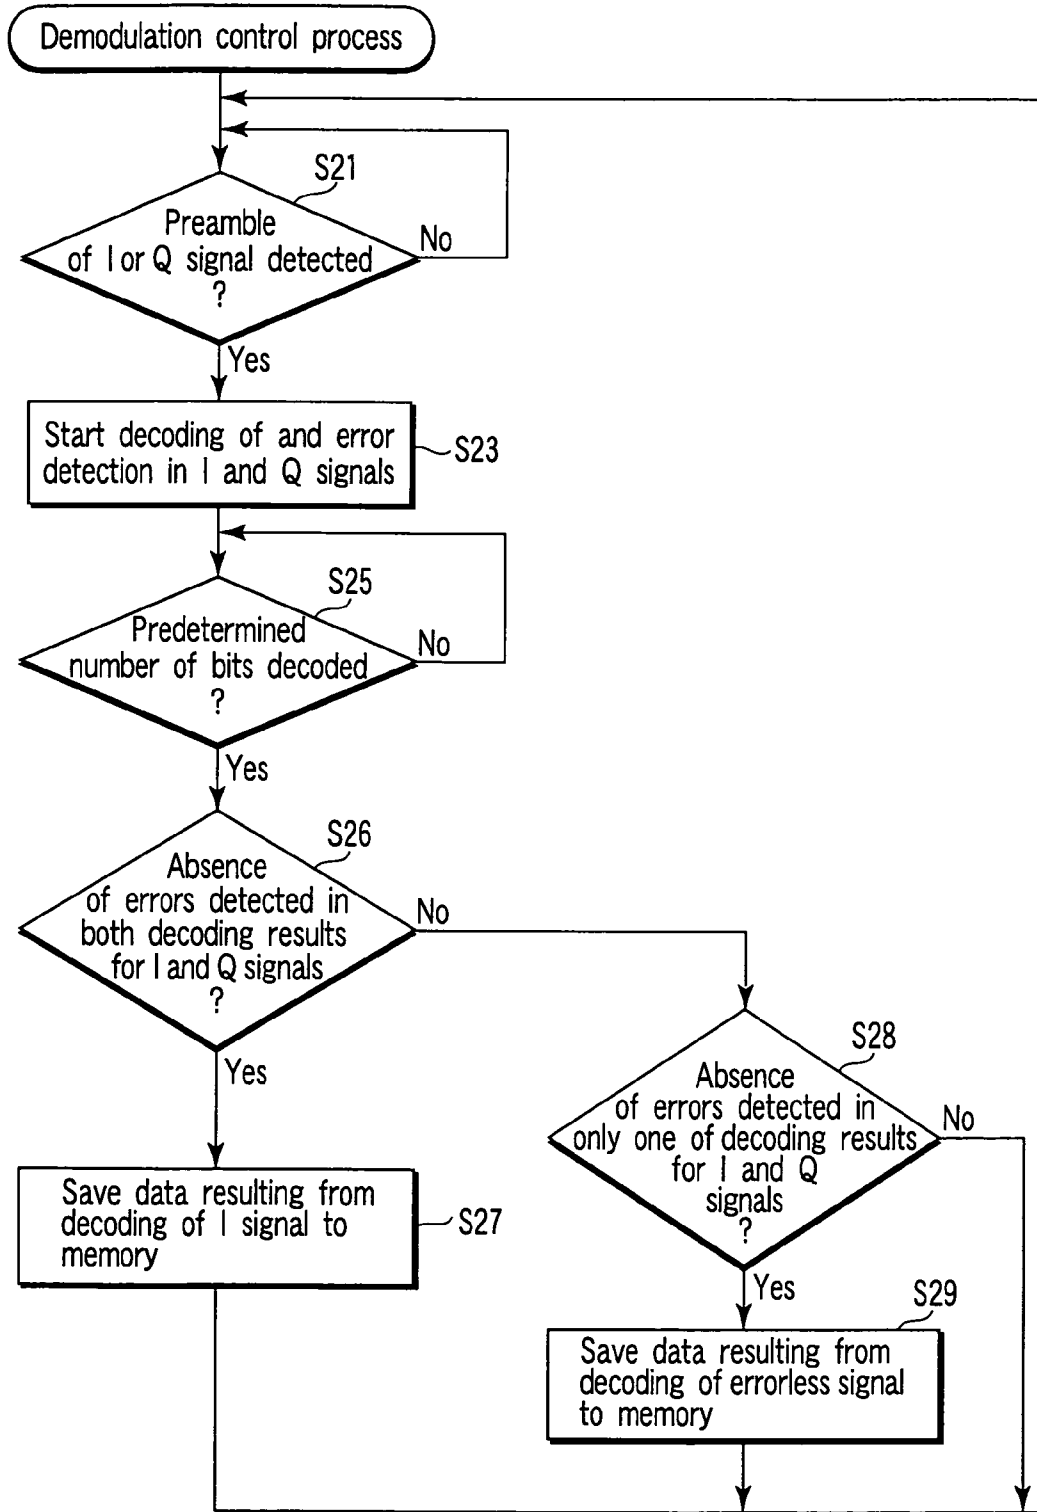 Demodulation control process
S21
Preamble
of I or Q signal detected
?
No
Yes
Start decoding of and error
detection in I and Q signals
S23
S25
Predetermined
number of bits decoded
?
No
Yes
S26
Absence
of errors detected in
both decoding results
for I and Q signals
?
No
Yes
S28
Absence
of errors detected in
only one of decoding results
for I and Q
signals
?
No
Yes
Save data resulting from
decoding of I signal to
memory
S27
S29
Save data resulting from
decoding of errorless signal
to memory